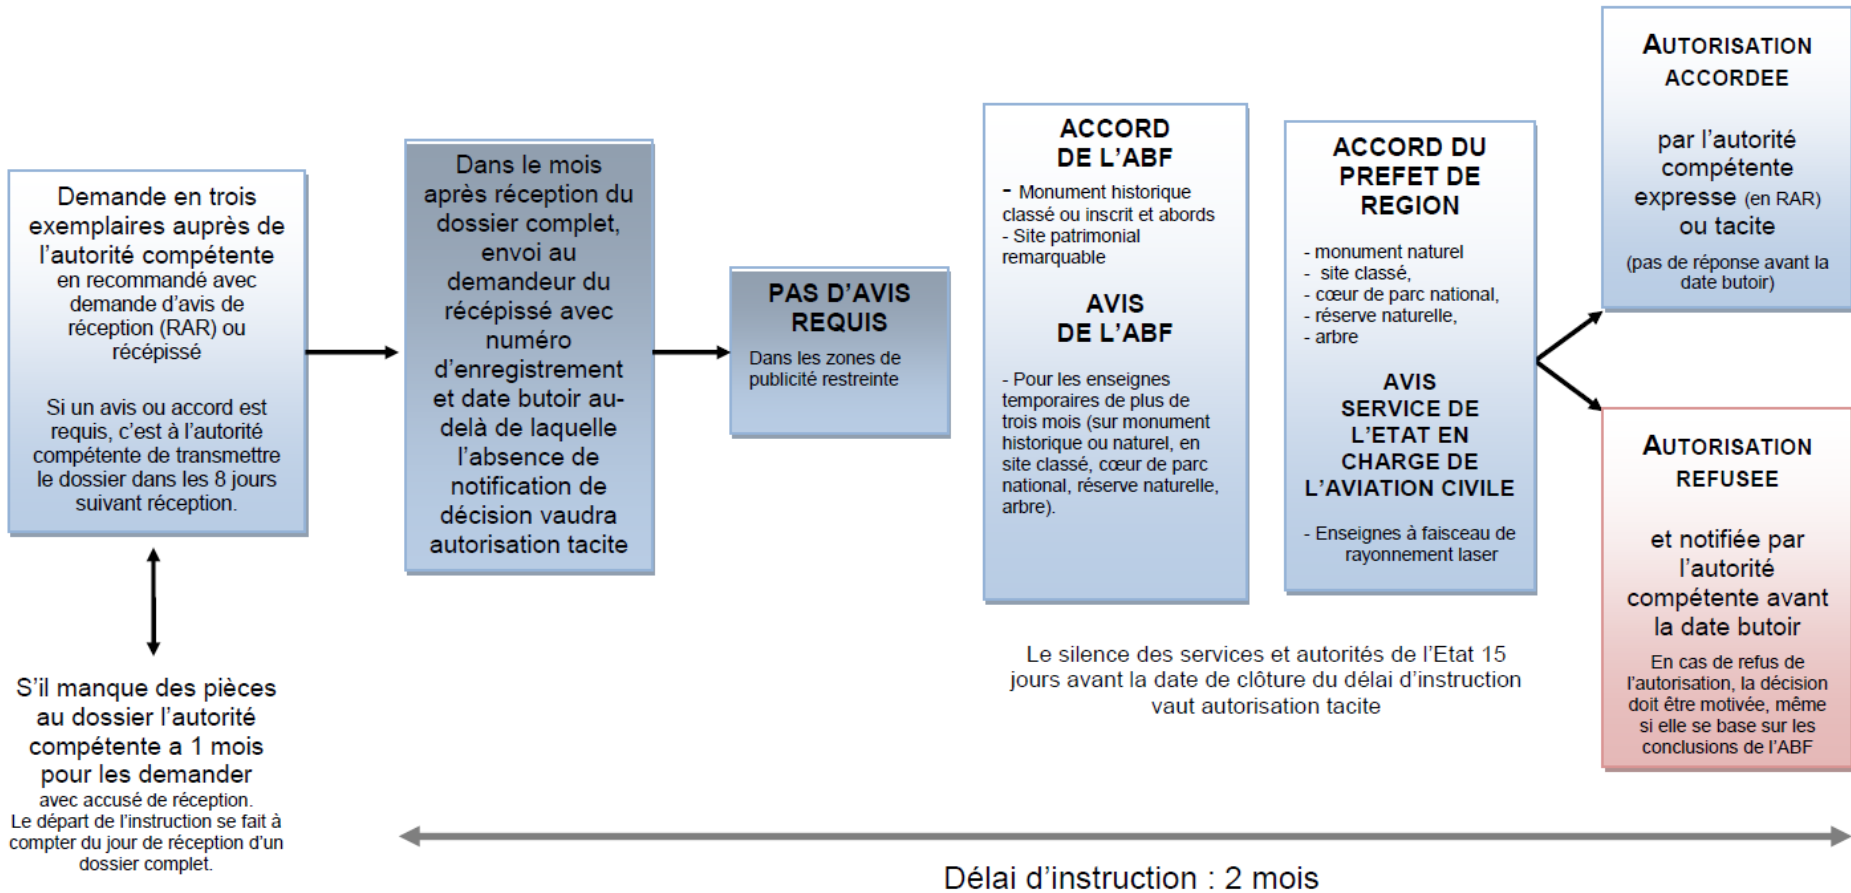 Demande en trois
exemplaires auprès de
l’autorité compétente
en recommandé avec
demande d’avis de
réception (RAR) ou
récépissé
Si un avis ou accord est
requis, c’est à l’autorité
compétente de transmettre
le dossier dans les 8 jours
suivant réception.
S’il manque des pièces
au dossier l’autorité
compétente a 1 mois
pour les demander
avec accusé de réception.
Le départ de l’instruction se fait à
compter du jour de réception d’un
dossier complet.
Dans le mois
après réception du
dossier complet,
envoi au
demandeur du
récépissé avec
numéro
d’enregistrement
et date butoir au-
delà de laquelle
l’absence de
notification de
décision vaudra
autorisation tacite
PAS D’AVIS
REQUIS
Dans les zones de
publicité restreinte
ACCORD
DE L’ABF
- Monument historique
classé ou inscrit et abords
- Site patrimonial
remarquable
AVIS
DE L’ABF
- Pour les enseignes
temporaires de plus de
trois mois (sur monument
historique ou naturel, en
site classé, cœur de parc
national, réserve naturelle,
arbre).
ACCORD DU
PREFET DE
REGION
- monument naturel
- site classé,
- cœur de parc national,
- réserve naturelle,
- arbre
AVIS
SERVICE DE
L’ETAT EN
CHARGE DE
L’AVIATION CIVILE
- Enseignes à faisceau de
rayonnement laser
Le silence des services et autorités de l’Etat 15
jours avant la date de clôture du délai d’instruction
vaut autorisation tacite
AUTORISATION
ACCORDEE
par l’autorité
compétente
expresse (en RAR)
ou tacite
(pas de réponse avant la
date butoir)
AUTORISATION
REFUSEE
et notifiée par
l’autorité
compétente avant
la date butoir
En cas de refus de
l’autorisation, la décision
doit être motivée, même
si elle se base sur les
conclusions de l’ABF
Délai d’instruction : 2 mois